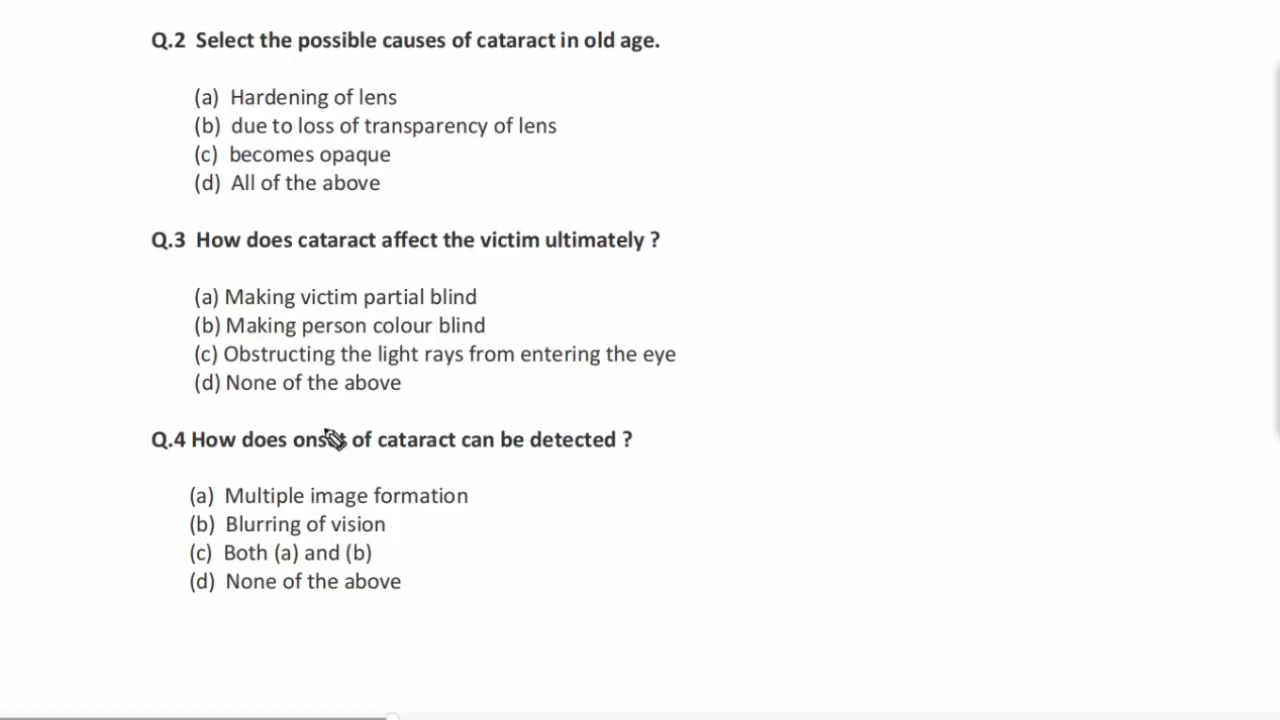 Q.2 Select the possible causes of cataract in old age.
(a) Hardening of lens
(b) due to loss of transparency of lens
(c) becomes opaque
(d) All of the above
Q.3 How does cataract affect the victim ultimately ?
(a) Making victim partial blind
(b) Making person colour blind
(c) Obstructing the light rays from entering the eye
(d) None of the above
Q.4 How does onset of cataract can be detected ?
(a) Multiple image formation
(b) Blurring of vision
(c) Both (a) and (b)
(d) None of the above